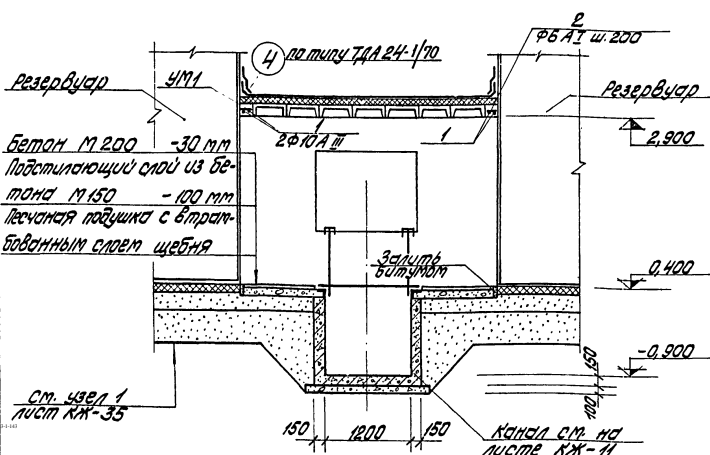 2
Ф6 АI ш. 200
4 по типу ТДА 24-1/70
Резервуар
УМ1
Резервуар
1
2Ф10 А III
1
2,900
Бетон М 200 -30 мм
Подстилающий слой из бе-
тона М 150 -100 мм
Песчаная подушка с втрам-
бованным слоем щебня
Залить
битумом
0,400
-0,900
150
100
См. узел 1
лист КЖ-35
150 1200 150
Канал см. на
листе КЖ-11